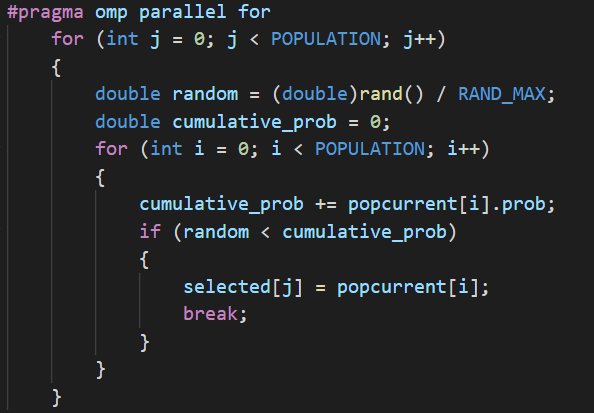 #pragma omp parallel for
    for (int j = 0; j < POPULATION; j++)
    {
        double random = (double)rand() / RAND_MAX;
        double cumulative_prob = 0;
        for (int i = 0; i < POPULATION; i++)
        {
            cumulative_prob += popcurrent[i].prob;
            if (random < cumulative_prob)
            {
                selected[j] = popcurrent[i];
                break;
            }
        }
    }